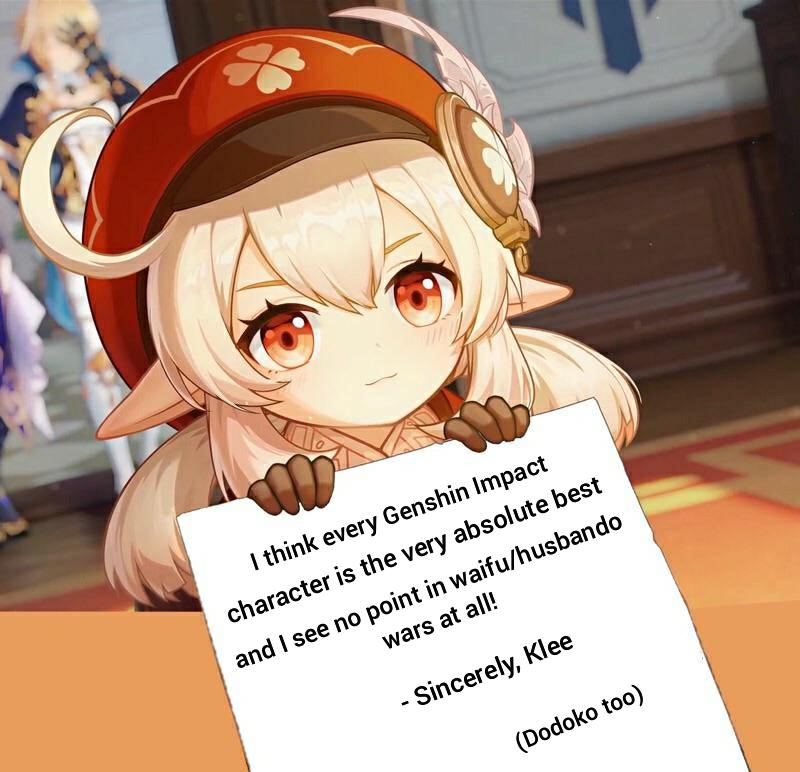 I think every Genshin Impact
character is the very absolute best
and I see no point in waifu/husbando
wars at all!
- Sincerely, Klee
(Dodoko too)